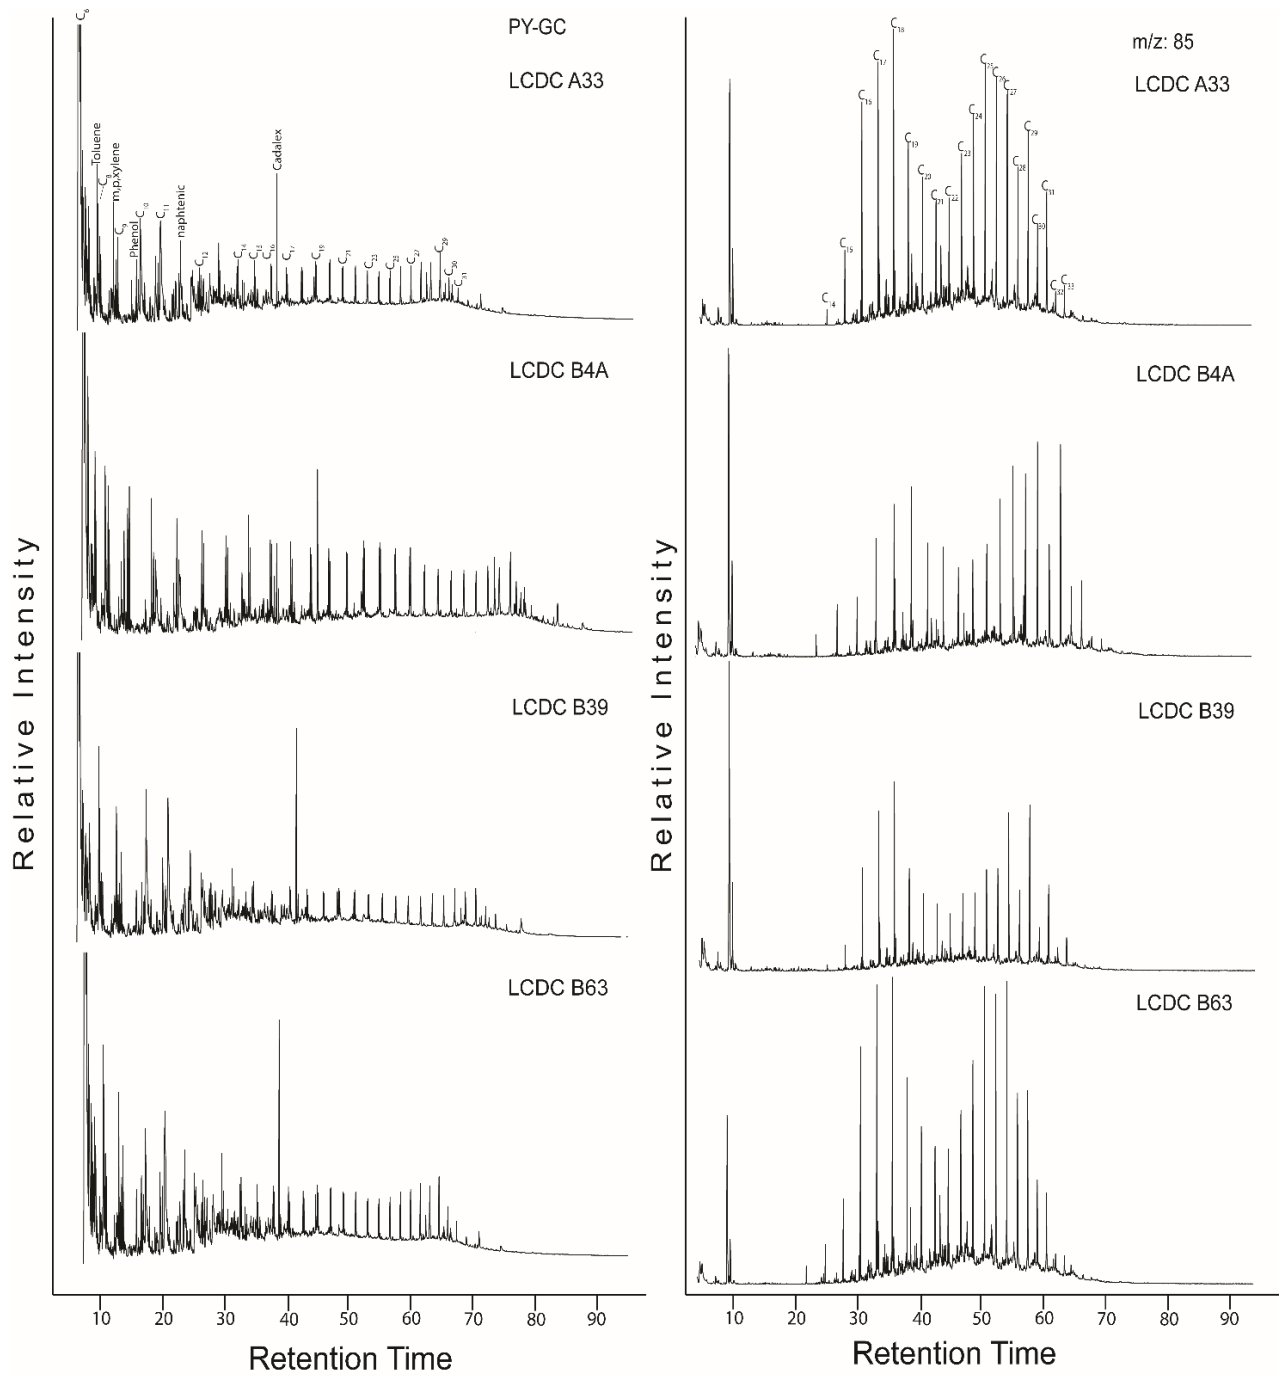 C6
PY-GC
LCDC A33
Toluene
C8
m,p,xylene
C9
Phenol
C10
C11
naphtenic
C12
C14
C15
C16
Cadalex
C17
C19
C21
C23
C25
C27
C29
C30
C31
LCDC B4A
LCDC B39
LCDC B63
Relative Intensity
10 20 30 40 50 60 70 80 90
Retention Time
m/z: 85
LCDC A33
C14
C15
C16
C17
C18
C19
C20
C21
C22
C23
C24
C25
C26
C27
C28
C29
C30
C31
C32
C33
LCDC B4A
LCDC B39
LCDC B63
Relative Intensity
10 20 30 40 50 60 70 80 90
Retention Time